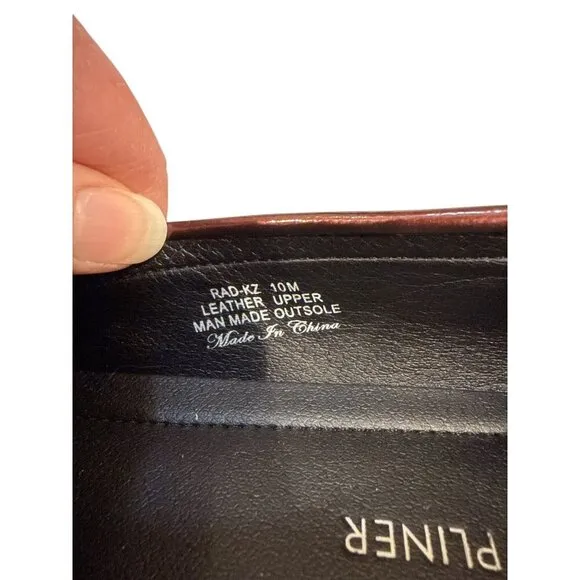 RAD-KZ 10M
LEATHER UPPER
MAN MADE OUTSOLE
Made In China
PLINER